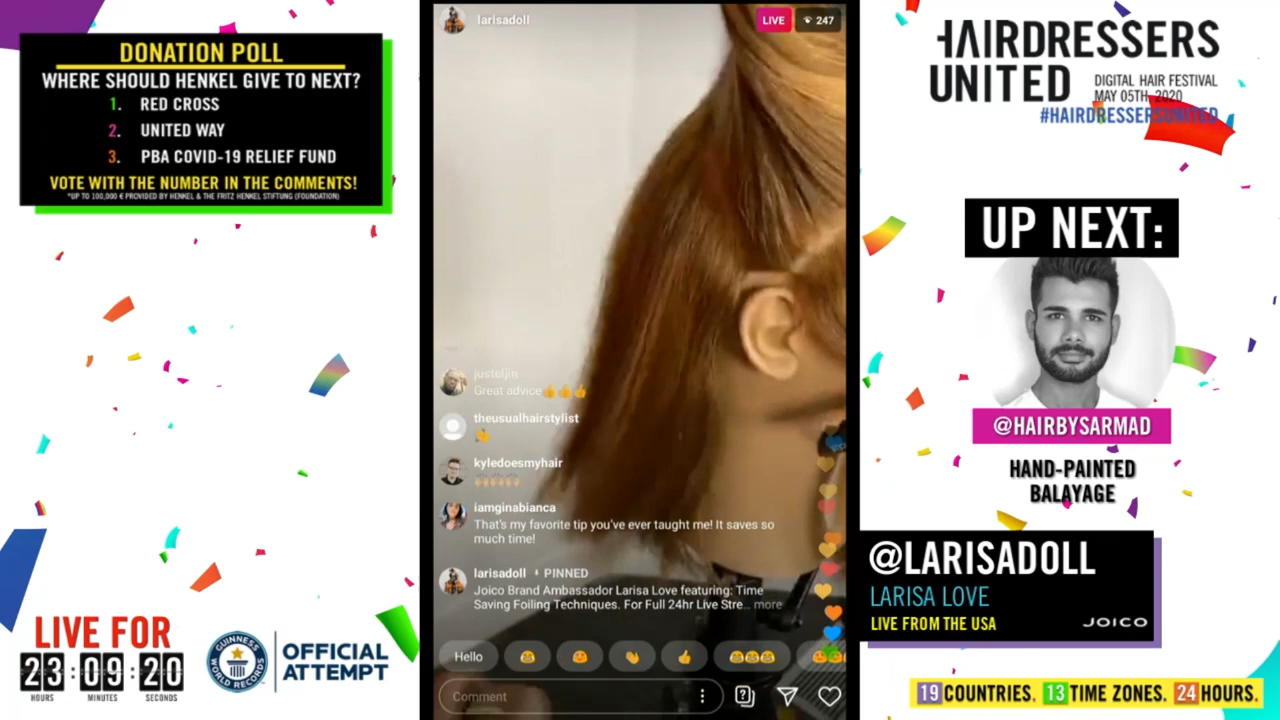 DONATION POLL
WHERE SHOULD HENKEL GIVE TO NEXT?
1. RED CROSS
2. UNITED WAY
3. PBA COVID-19 RELIEF FUND
VOTE WITH THE NUMBER IN THE COMMENTS!
*UP TO 100,000 € PROVIDED BY HENKEL & THE FRITZ HENKEL STIFTUNG (FOUNDATION)
LIVE FOR
23:09:20
HOURS MINUTES SECONDS
GUINNESS WORLD RECORDS
OFFICIAL
ATTEMPT
larisadoll
LIVE
247
justeljin
Great advice👍👍👍
theusualhairstylist
kyledoesmyhair
🙌🏼🙌🏼🙌🏼🙌🏼
iamginabianca
That's my favorite tip you've ever taught me! It saves so
much time!
larisadoll PINNED
Joico Brand Ambassador Larisa Love featuring: Time
Saving Foiling Techniques. For Full 24hr Live Stre... more
Hello
Comment
HAIRDRESSERS
UNITED
DIGITAL HAIR FESTIVAL
MAY 05TH, 2020
#HAIRDRESSERSUNITED
UP NEXT:
@HAIRBYSARMAD
HAND-PAINTED
BALAYAGE
@LARISADOLL
LARISA LOVE
LIVE FROM THE USA
JOICO
19 COUNTRIES. 13 TIME ZONES. 24 HOURS.